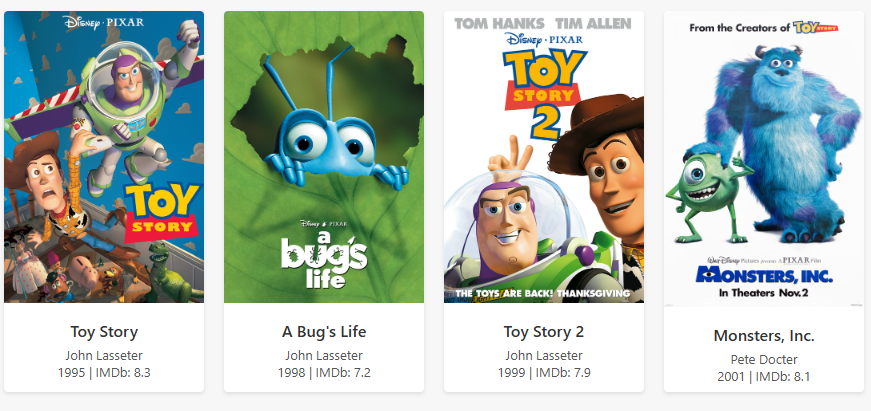 Disney · PIXAR
TOY
STORY
Toy Story
John Lasseter
1995 | IMDb: 8.3
Disney PIXAR
a
bug's
life
A Bug's Life
John Lasseter
1998 | IMDb: 7.2
TOM HANKS TIM ALLEN
Disney · PIXAR
TOY
STORY
2
THE TOYS ARE BACK! THANKSGIVING
Toy Story 2
John Lasseter
1999 | IMDb: 7.9
From the Creators of TOY STORY
Walt Disney Pictures presents A PIXAR Film
MONSTERS, INC.
In Theaters Nov.2
Monsters, Inc.
Pete Docter
2001 | IMDb: 8.1